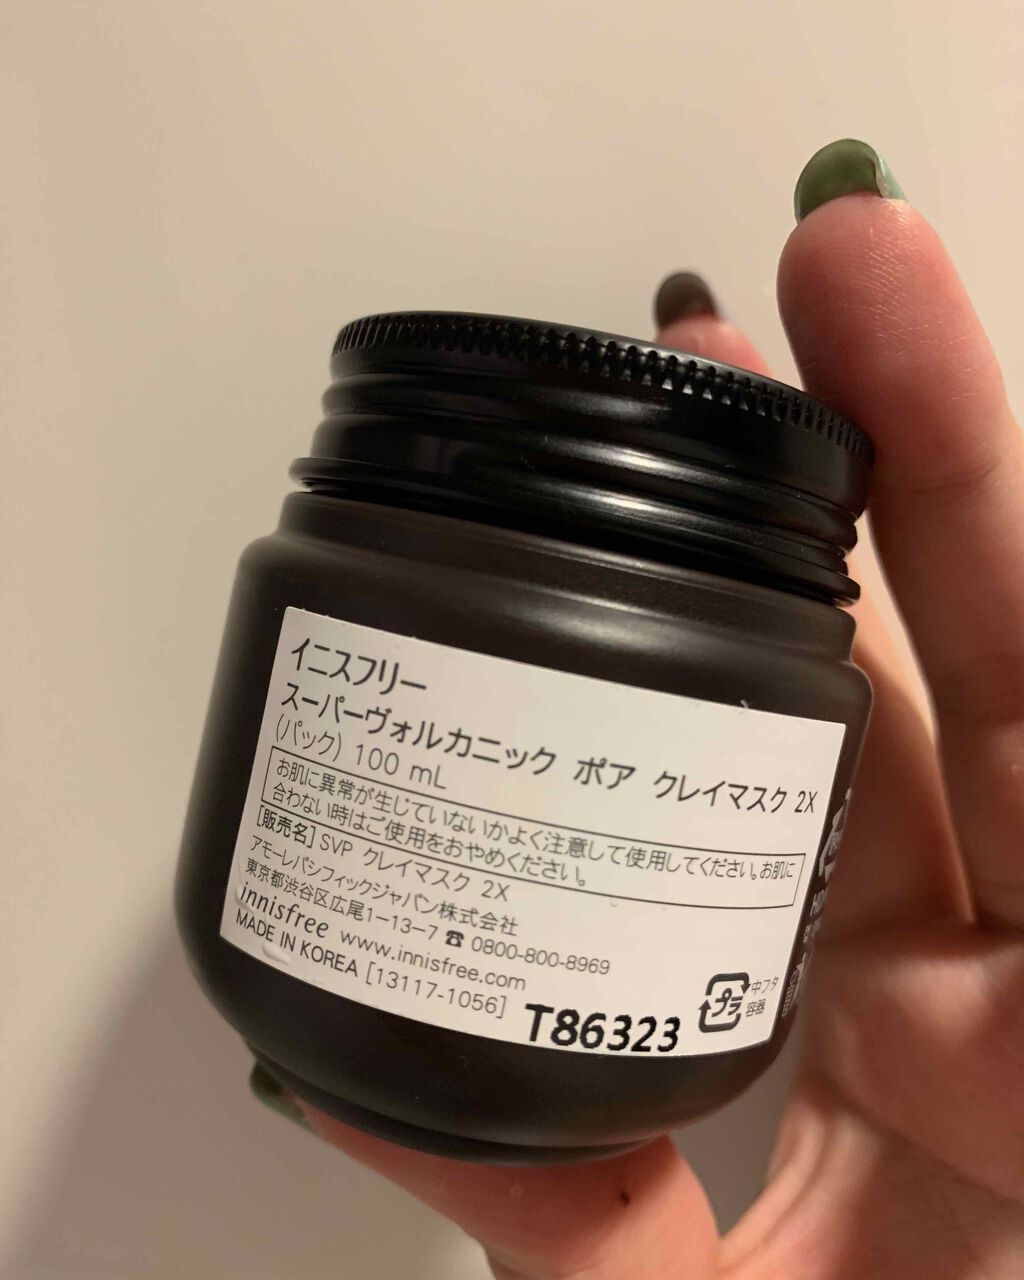 イニスフリー
スーパーヴォルカニック ポア クレイマスク 2X
(パック) 100 mL
お肌に異常が生じていないかよく注意して使用してください。お肌に
合わない時はご使用をおやめください。
[販売名] SVP クレイマスク 2X
アモーレパシフィックジャパン株式会社
東京都渋谷区広尾1-13-7 ☎ 0800-800-8969
innisfree www.innisfree.com
MADE IN KOREA [13117-1056]
T86323
プラ
中フタ
容器